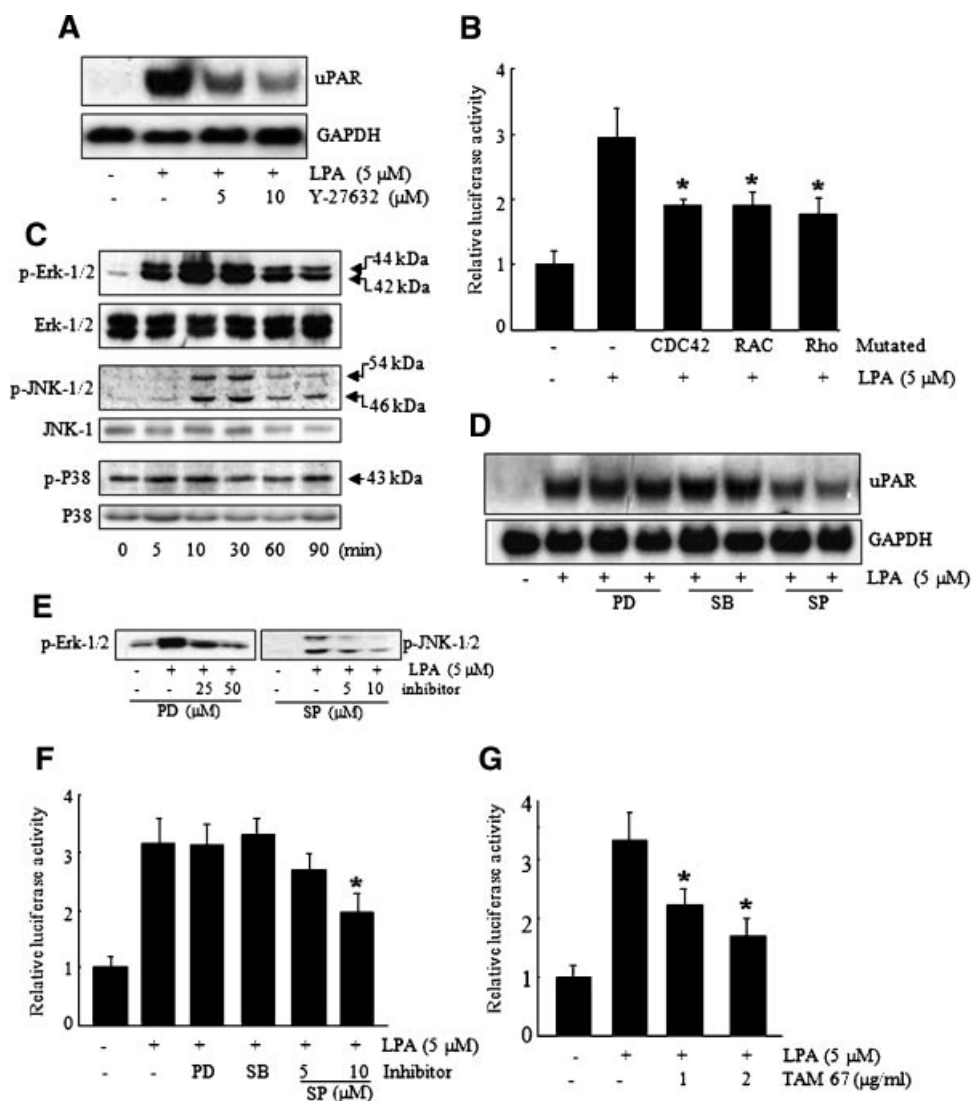 A
uPAR
GAPDH
- + + + LPA (5 μM)
- - 5 10 Y-27632 (μM)
B
Relative luciferase activity
4
3
2
1
0
* * *
- - CDC42 RAC Rho Mutated
- + + + + LPA (5 μM)
C
p-Erk-1/2
44 kDa
42 kDa
Erk-1/2
p-JNK-1/2
54 kDa
46 kDa
JNK-1
p-P38
43 kDa
P38
0 5 10 30 60 90 (min)
D
uPAR
GAPDH
- + + + + + + + LPA (5 μM)
PD SB SP
E
p-Erk-1/2
p-JNK-1/2
- + + + - + + + LPA (5 μM)
- - 25 50 - - 5 10 inhibitor
PD (μM) SP (μM)
F
Relative luciferase activity
4
3
2
1
0
*
- + + + + + LPA (5 μM)
- - PD SB 5 10 Inhibitor
SP (μM)
G
Relative luciferase activity
4
3
2
1
0
* *
- + + + LPA (5 μM)
- - 1 2 TAM 67 (μg/ml)